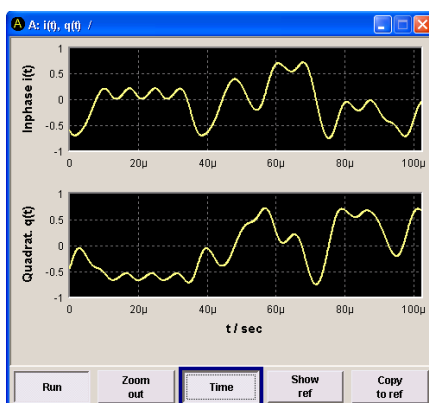 A A: i(t), q(t) /
Inphase i(t)
1
0.5
0
-0.5
-1
0 20µ 40µ 60µ 80µ 100µ
Quadrat. q(t)
1
0.5
0
-0.5
-1
0 20µ 40µ 60µ 80µ 100µ
t / sec
Run
Zoom
out
Time
Show
ref
Copy
to ref